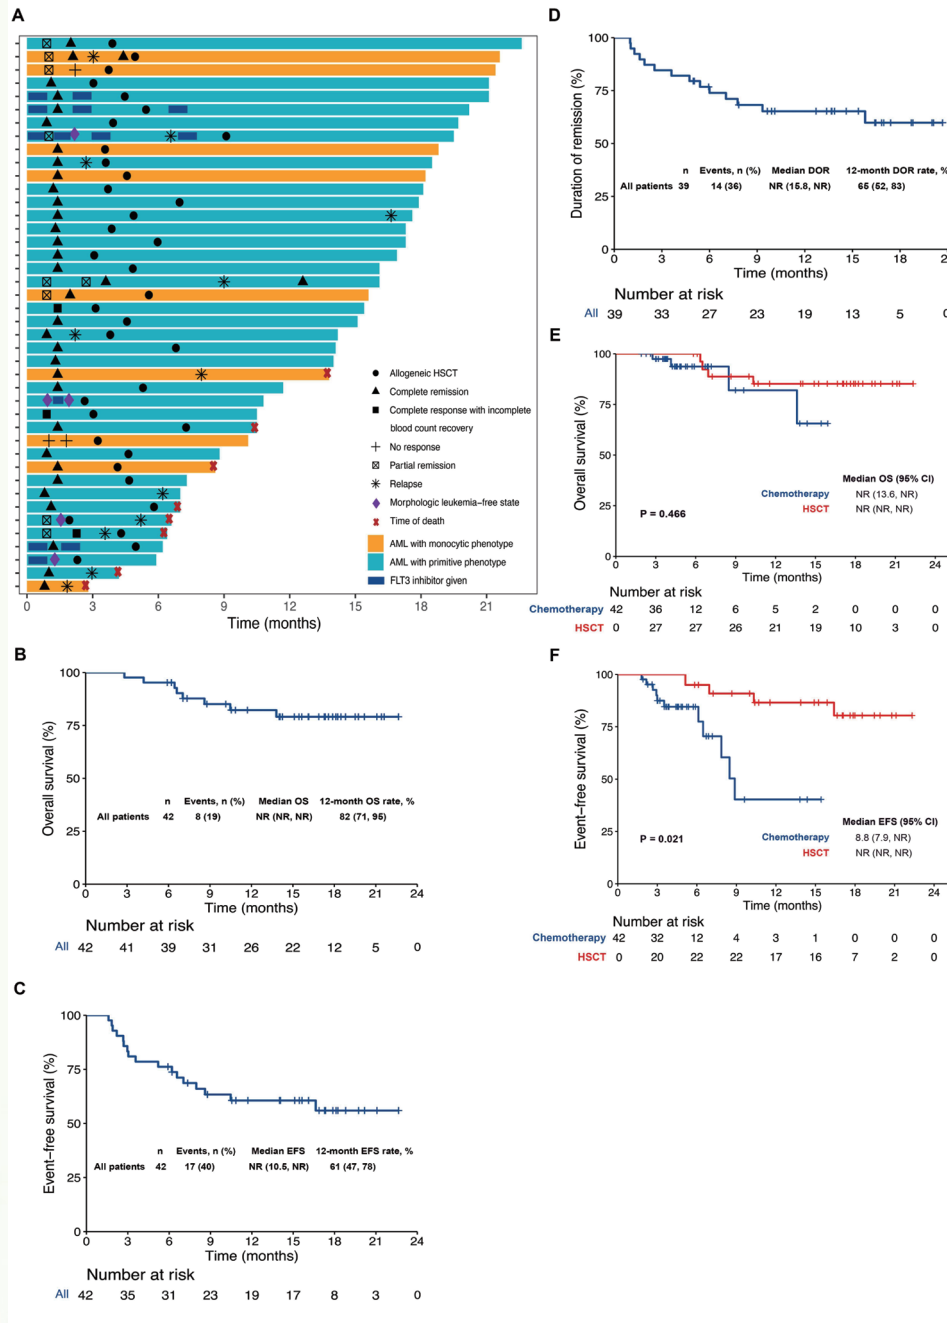 A
Allogeneic HSCT
Complete remission
Complete response with incomplete
blood count recovery
No response
Partial remission
Relapse
Morphologic leukemia–free state
Time of death
AML with monocytic phenotype
AML with primitive phenotype
FLT3 inhibitor given
0 3 6 9 12 15 18 21
Time (months)
B
Overall survival (%)
100
75
50
25
0
n Events, n (%) Median OS 12-month OS rate, %
All patients 42 8 (19) NR (NR, NR) 82 (71, 95)
0 3 6 9 12 15 18 21 24
Time (months)
Number at risk
All 42 41 39 31 26 22 12 5 0
C
Event–free survival (%)
100
75
50
25
0
n Events, n (%) Median EFS 12-month EFS rate, %
All patients 42 17 (40) NR (10.5, NR) 61 (47, 78)
0 3 6 9 12 15 18 21 24
Time (months)
Number at risk
All 42 35 31 23 19 17 8 3 0
D
Duration of remission (%)
100
75
50
25
0
n Events, n (%) Median DOR 12-month DOR rate, %
All patients 39 14 (36) NR (15.8, NR) 65 (52, 83)
0 3 6 9 12 15 18 2
Time (months)
Number at risk
All 39 33 27 23 19 13 5 0
E
Overall survival (%)
100
75
50
25
0
Median OS (95% CI)
Chemotherapy NR (13.6, NR)
HSCT NR (NR, NR)
P = 0.466
0 3 6 9 12 15 18 21 24
Time (months)
Number at risk
Chemotherapy 42 36 12 6 5 2 0 0 0
HSCT 0 27 27 26 21 19 10 3 0
F
Event–free survival (%)
100
75
50
25
0
Median EFS (95% CI)
Chemotherapy 8.8 (7.9, NR)
HSCT NR (NR, NR)
P = 0.021
0 3 6 9 12 15 18 21 24
Time (months)
Number at risk
Chemotherapy 42 32 12 4 3 1 0 0 0
HSCT 0 20 22 22 17 16 7 2 0